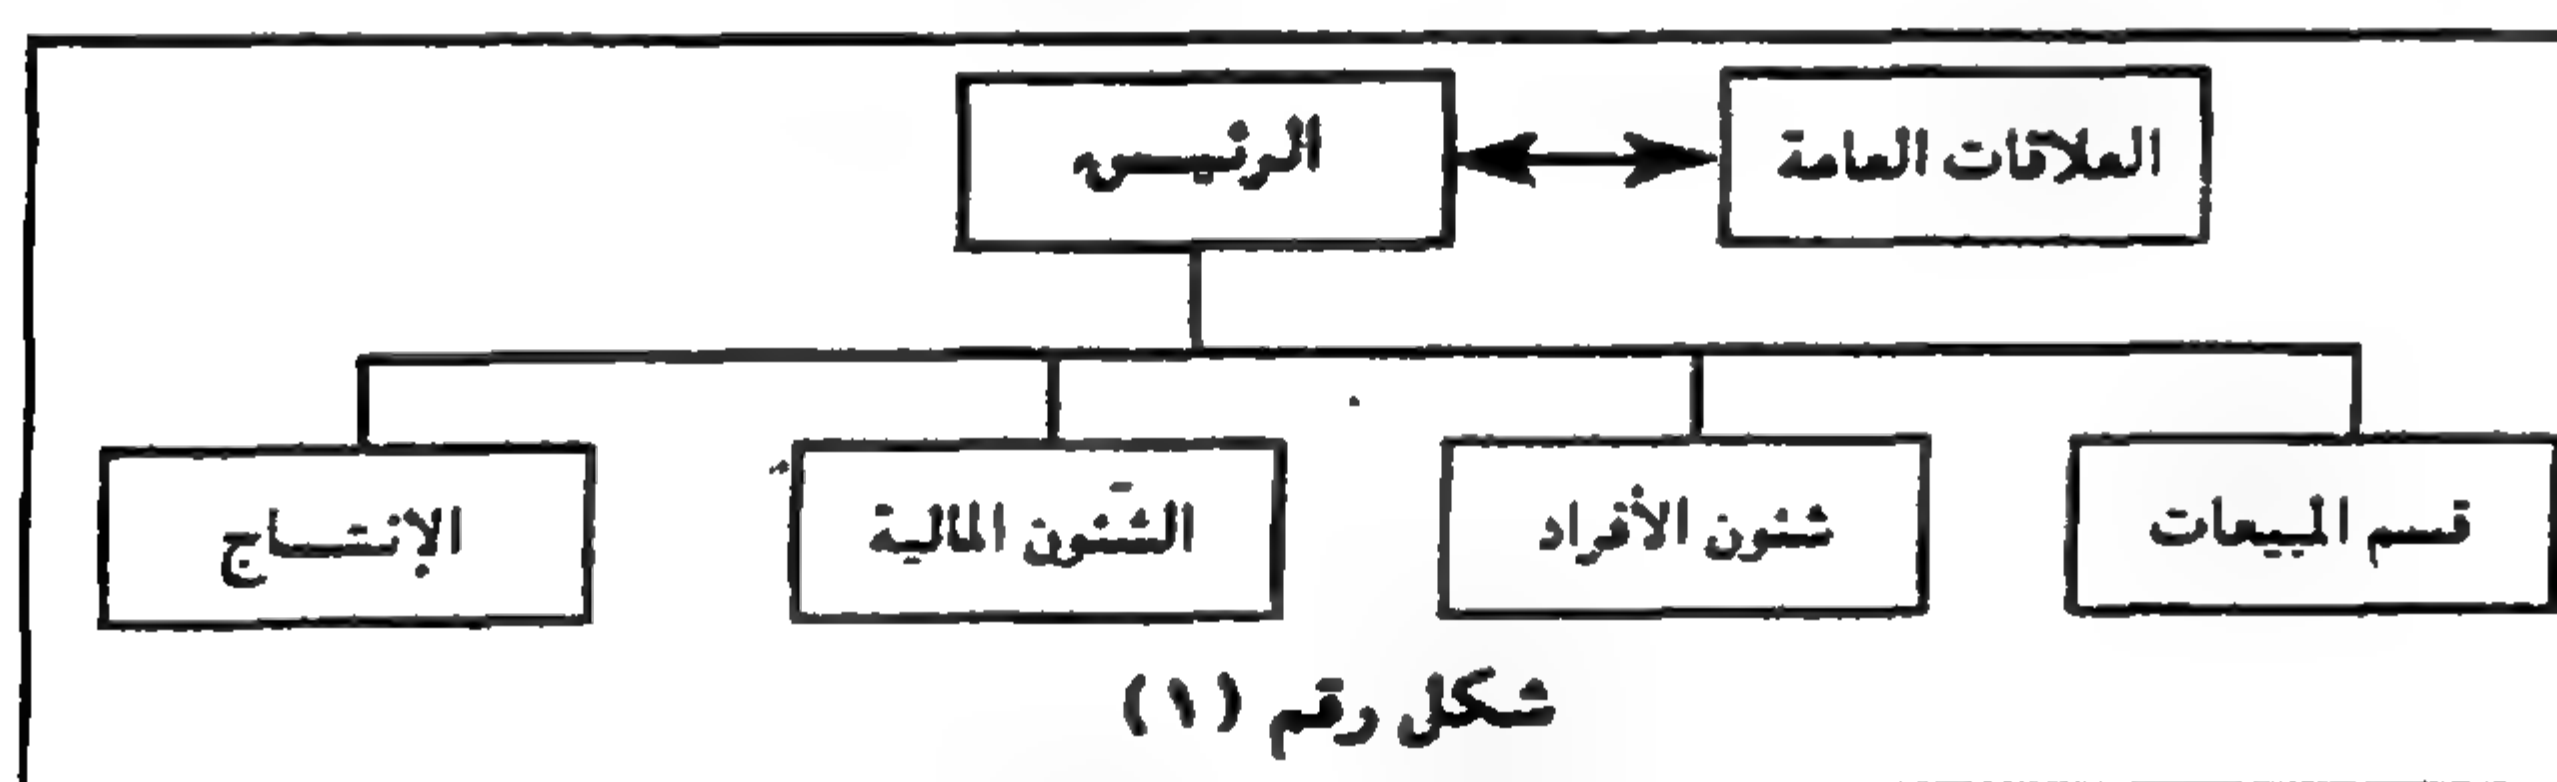 العلاقات العامة
الرئيس
قسم المبيعات
شئون الأفراد
الشئون المالية
الإنتاج
شكل رقم (١)